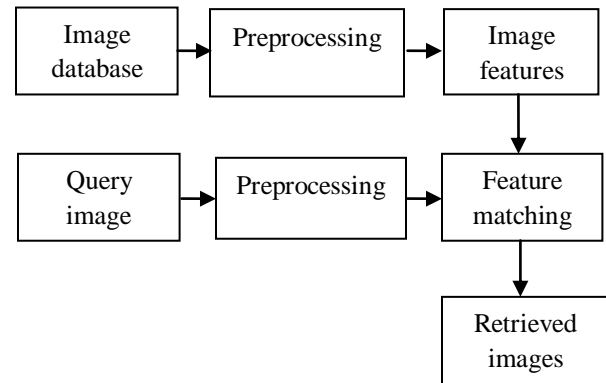 Image
database
Preprocessing
Image
features
Query
image
Preprocessing
Feature
matching
Retrieved
images